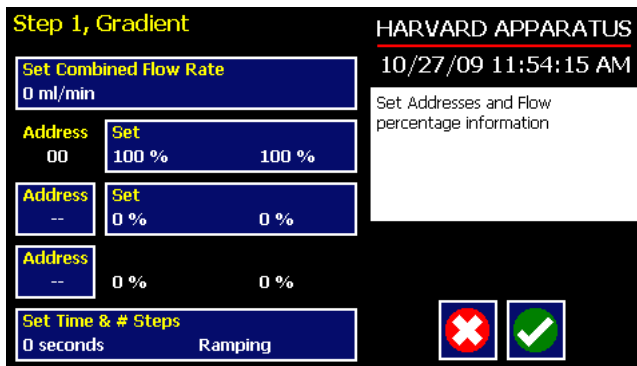 Step 1, Gradient
Set Combined Flow Rate
0 ml/min
Address
00
Set
100 % 100 %
Address
--
Set
0 % 0 %
Address
--
0 % 0 %
Set Time & # Steps
0 seconds Ramping
HARVARD APPARATUS
10/27/09 11:54:15 AM
Set Addresses and Flow
percentage information